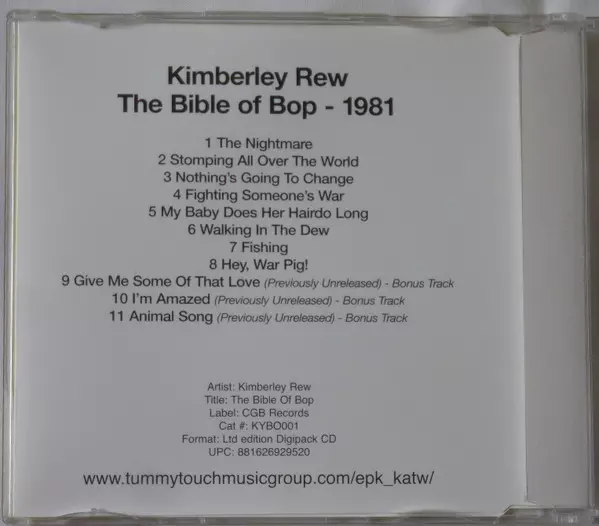 Kimberley Rew
The Bible of Bop - 1981
1 The Nightmare
2 Stomping All Over The World
3 Nothing's Going To Change
4 Fighting Someone's War
5 My Baby Does Her Hairdo Long
6 Walking In The Dew
7 Fishing
8 Hey, War Pig!
9 Give Me Some Of That Love (Previously Unreleased) - Bonus Track
10 I'm Amazed (Previously Unreleased) - Bonus Track
11 Animal Song (Previously Unreleased) - Bonus Track
Artist: Kimberley Rew
Title: The Bible Of Bop
Label: CGB Records
Cat #: KYBO001
Format: Ltd edition Digipack CD
UPC: 881626929520
www.tummytouchmusicgroup.com/epk_katw/